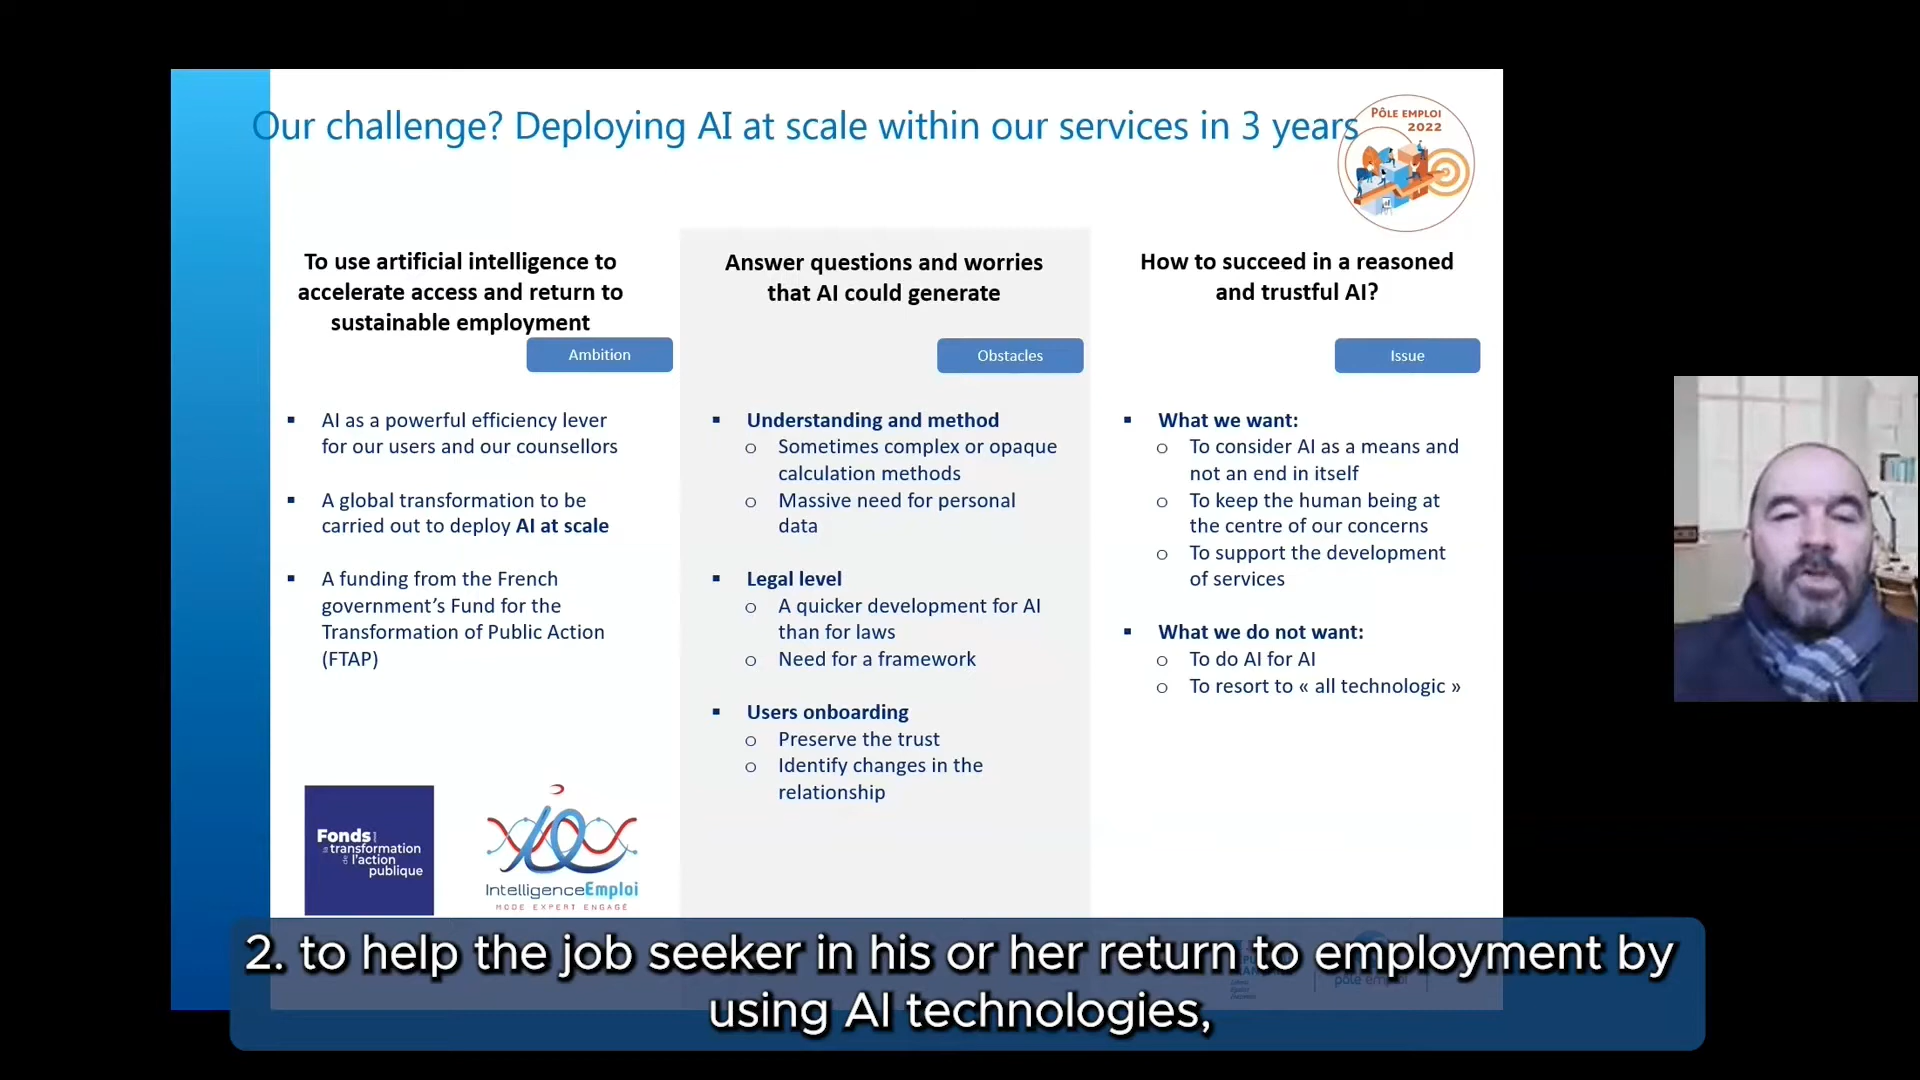 Our challenge? Deploying AI at scale within our services in 3 years
PÔLE EMPLOI
2022
To use artificial intelligence to
accelerate access and return to
sustainable employment
Ambition
▪ AI as a powerful efficiency lever
for our users and our counsellors
▪ A global transformation to be
carried out to deploy AI at scale
▪ A funding from the French
government's Fund for the
Transformation of Public Action
(FTAP)
Fonds
transformation
de l'action
publique
IntelligenceEmploi
MODE EXPERT ENGAGÉ
Answer questions and worries
that AI could generate
Obstacles
▪ Understanding and method
o Sometimes complex or opaque
calculation methods
o Massive need for personal
data
▪ Legal level
o A quicker development for AI
than for laws
o Need for a framework
▪ Users onboarding
o Preserve the trust
o Identify changes in the
relationship
How to succeed in a reasoned
and trustful AI?
Issue
▪ What we want:
o To consider AI as a means and
not an end in itself
o To keep the human being at
the centre of our concerns
o To support the development
of services
▪ What we do not want:
o To do AI for AI
o To resort to « all technologic »
pôle emploi
2. to help the job seeker in his or her return to employment by
using AI technologies,